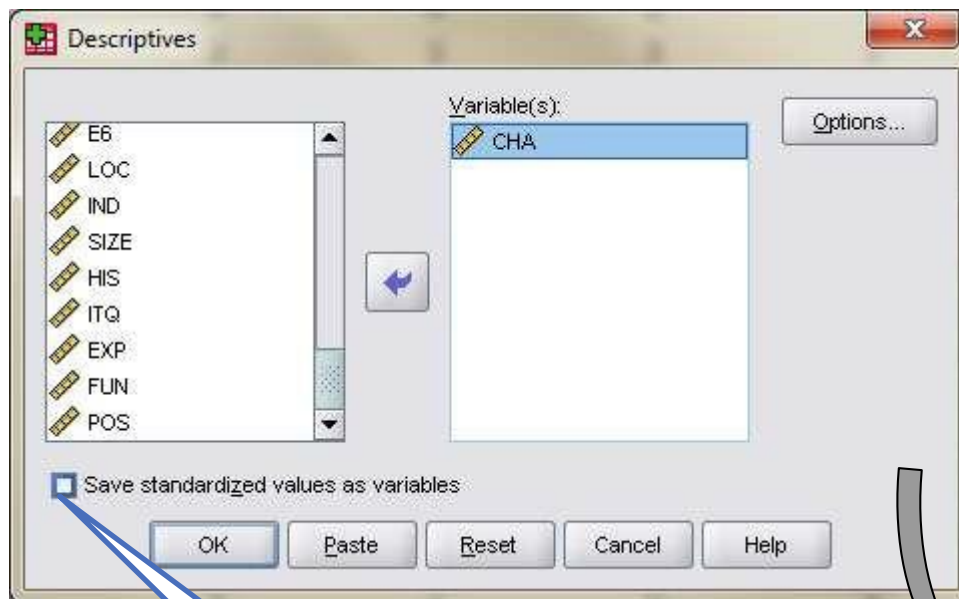 Descriptives
Variable(s):
Options...
E6
LOC
IND
SIZE
HIS
ITQ
EXP
FUN
POS
CHA
Save standardized values as variables
OK
Paste
Reset
Cancel
Help